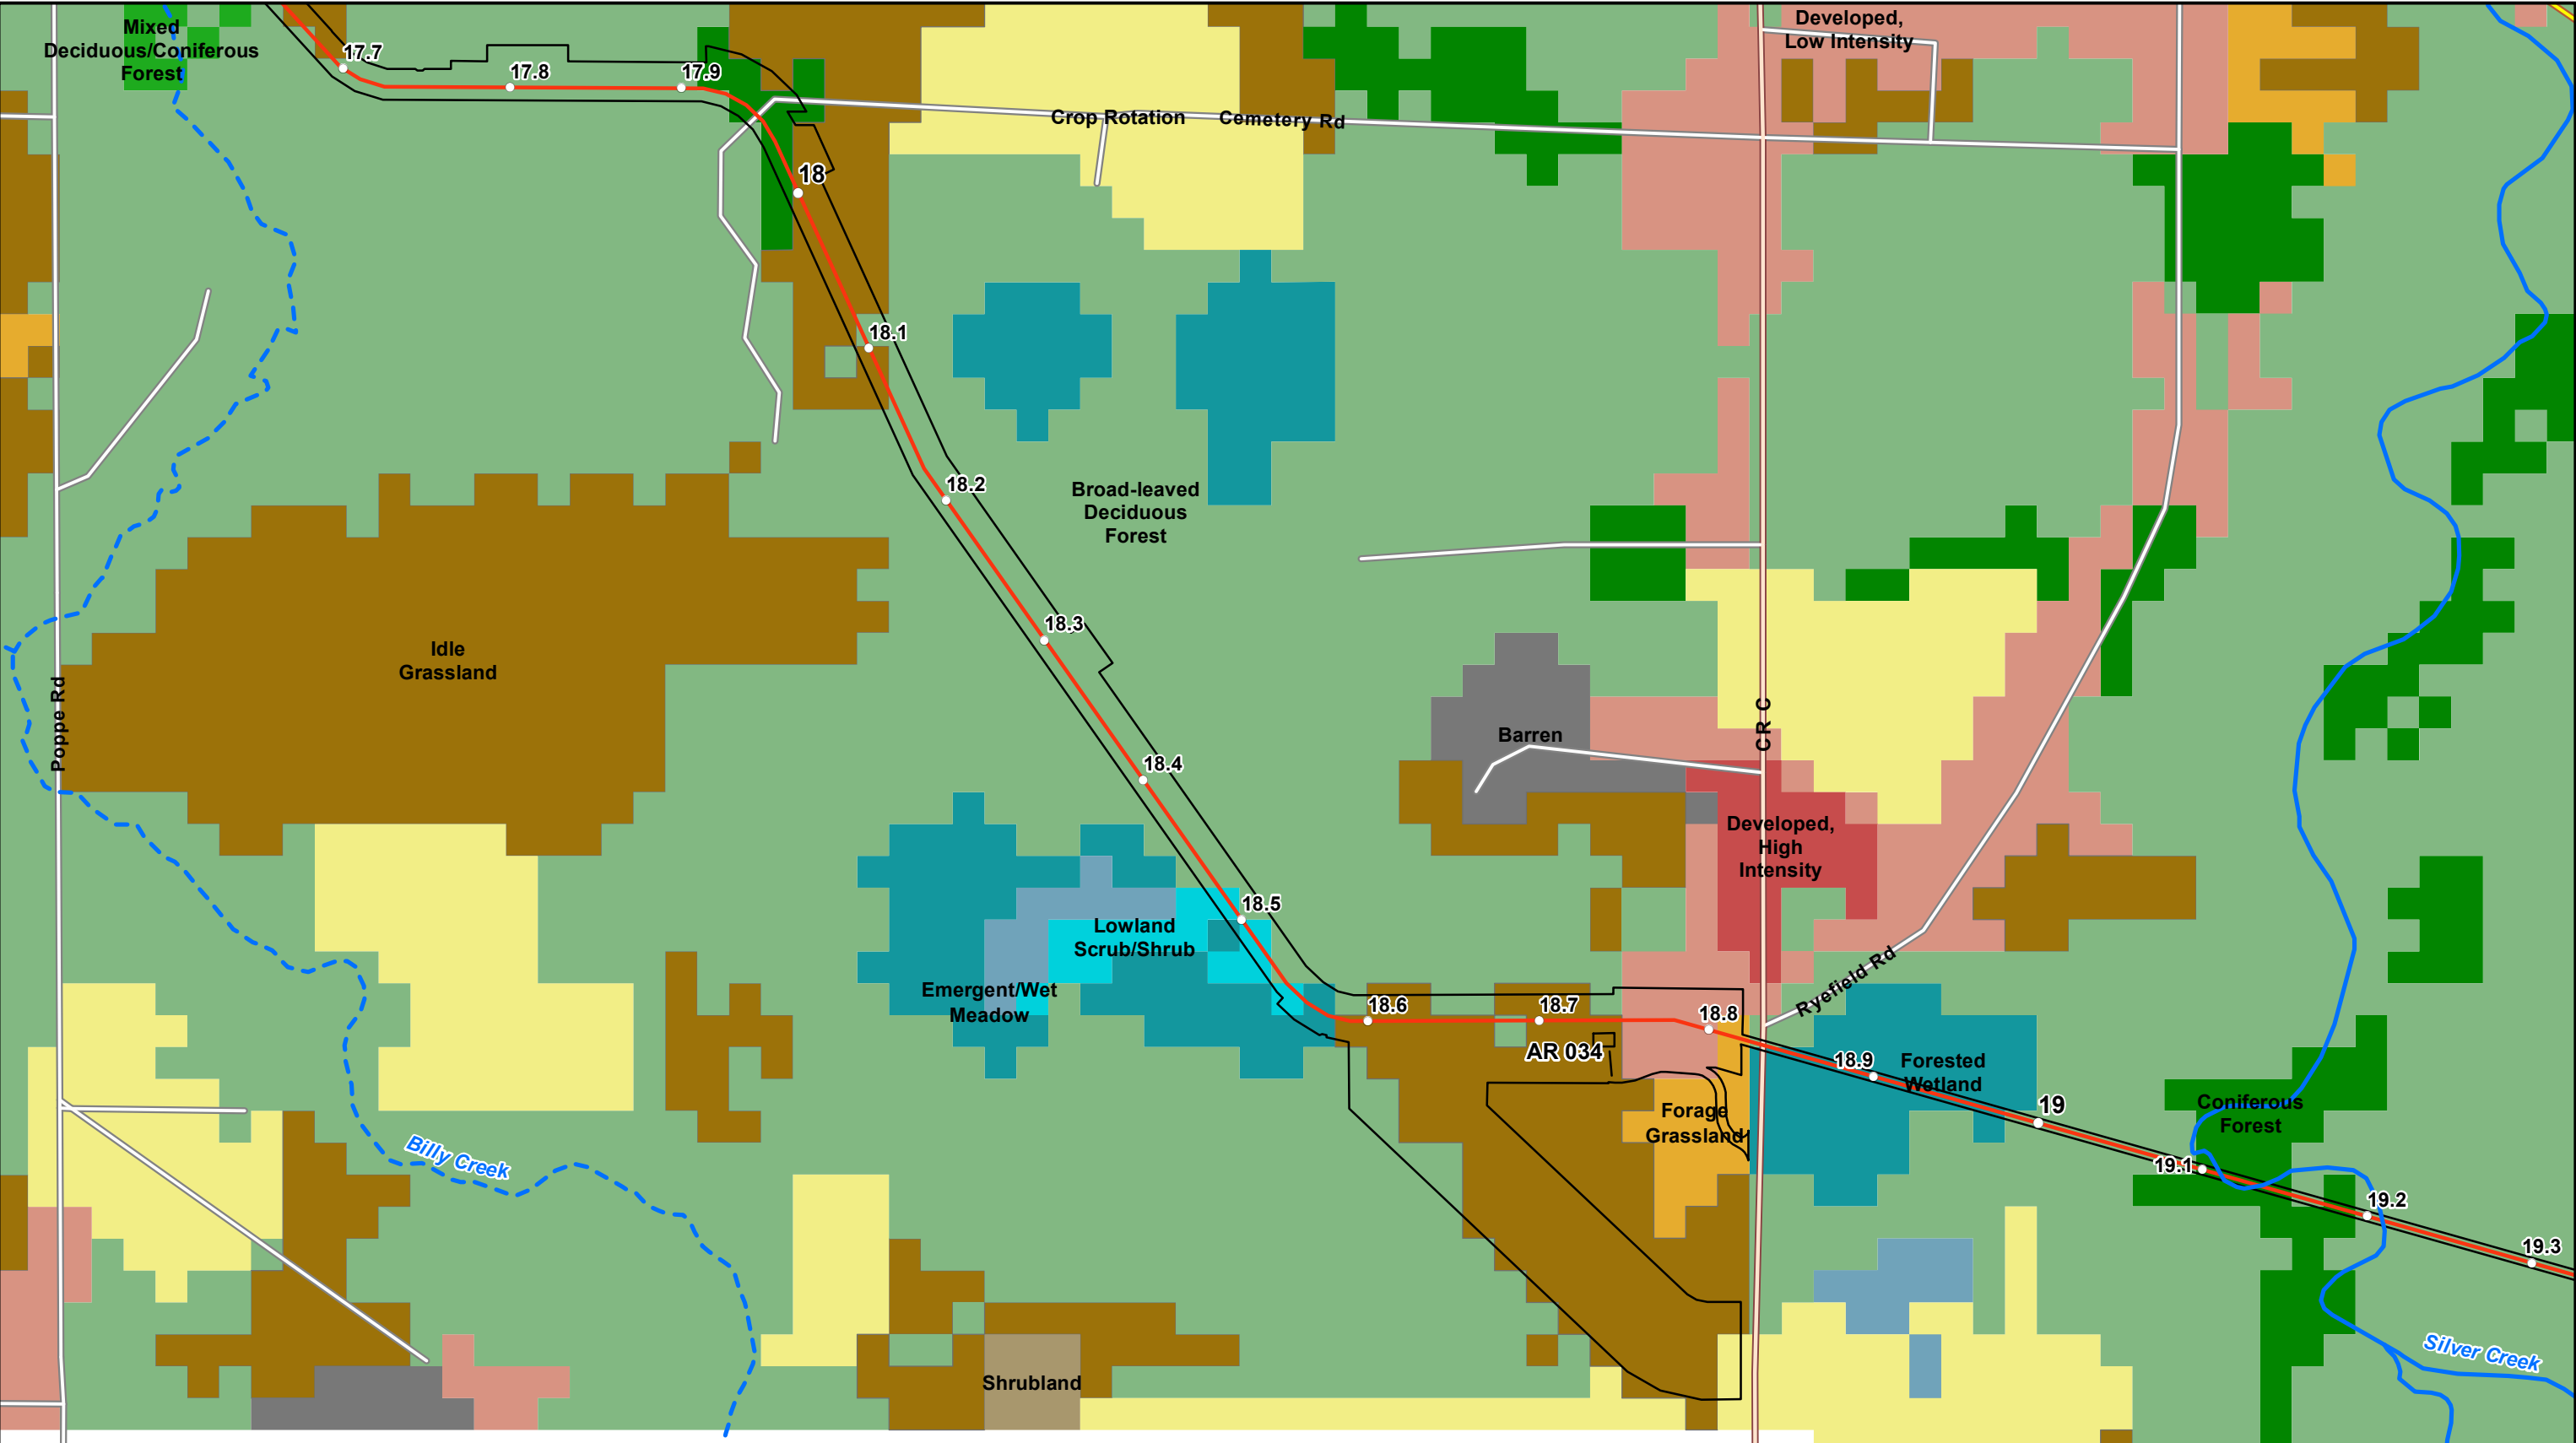 Mixed
Deciduous/Coniferous
Forest
17.7
17.8
17.9
Developed,
Low Intensity
Crop Rotation
Cemetery Rd
18
18.1
18.2
Broad-leaved
Deciduous
Forest
18.3
Idle
Grassland
Poppe Rd
CR C
Barren
18.4
Developed,
High
Intensity
18.5
Lowland
Scrub/Shrub
Emergent/Wet
Meadow
Ryefield Rd
18.6
18.7
18.8
AR 034
18.9
Forested
Wetland
19
Forage
Grassland
Coniferous
Forest
Billy Creek
19.1
19.2
19.3
Silver Creek
Shrubland